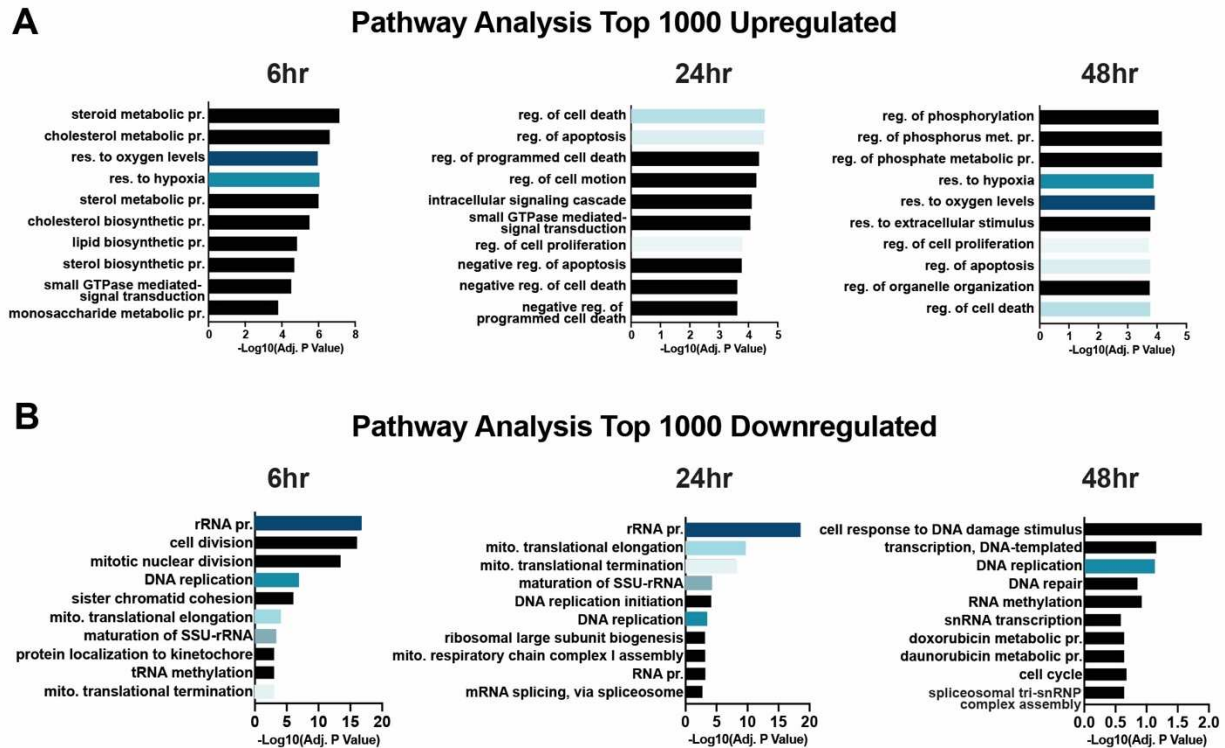 A
Pathway Analysis Top 1000 Upregulated
6hr
steroid metabolic pr.
cholesterol metabolic pr.
res. to oxygen levels
res. to hypoxia
sterol metabolic pr.
cholesterol biosynthetic pr.
lipid biosynthetic pr.
sterol biosynthetic pr.
small GTPase mediated-
signal transduction
monosaccharide metabolic pr.
0 2 4 6 8
-Log10(Adj. P Value)
24hr
reg. of cell death
reg. of apoptosis
reg. of programmed cell death
reg. of cell motion
intracellular signaling cascade
small GTPase mediated-
signal transduction
reg. of cell proliferation
negative reg. of apoptosis
negative reg. of cell death
negative reg. of
programmed cell death
0 1 2 3 4 5
-Log10(Adj. P Value)
48hr
reg. of phosphorylation
reg. of phosphorus met. pr.
reg. of phosphate metabolic pr.
res. to hypoxia
res. to oxygen levels
res. to extracellular stimulus
reg. of cell proliferation
reg. of apoptosis
reg. of organelle organization
reg. of cell death
0 1 2 3 4 5
-Log10(Adj. P Value)
B
Pathway Analysis Top 1000 Downregulated
6hr
rRNA pr.
cell division
mitotic nuclear division
DNA replication
sister chromatid cohesion
mito. translational elongation
maturation of SSU-rRNA
protein localization to kinetochore
tRNA methylation
mito. translational termination
0 5 10 15 20
-Log10(Adj. P Value)
24hr
rRNA pr.
mito. translational elongation
mito. translational termination
maturation of SSU-rRNA
DNA replication initiation
DNA replication
ribosomal large subunit biogenesis
mito. respiratory chain complex I assembly
RNA pr.
mRNA splicing, via spliceosome
0 5 10 15 20
-Log10(Adj. P Value)
48hr
cell response to DNA damage stimulus
transcription, DNA-templated
DNA replication
DNA repair
RNA methylation
snRNA transcription
doxorubicin metabolic pr.
daunorubicin metabolic pr.
cell cycle
spliceosomal tri-snRNP
complex assembly
0.0 0.5 1.0 1.5 2.0
-Log10(Adj. P Value)